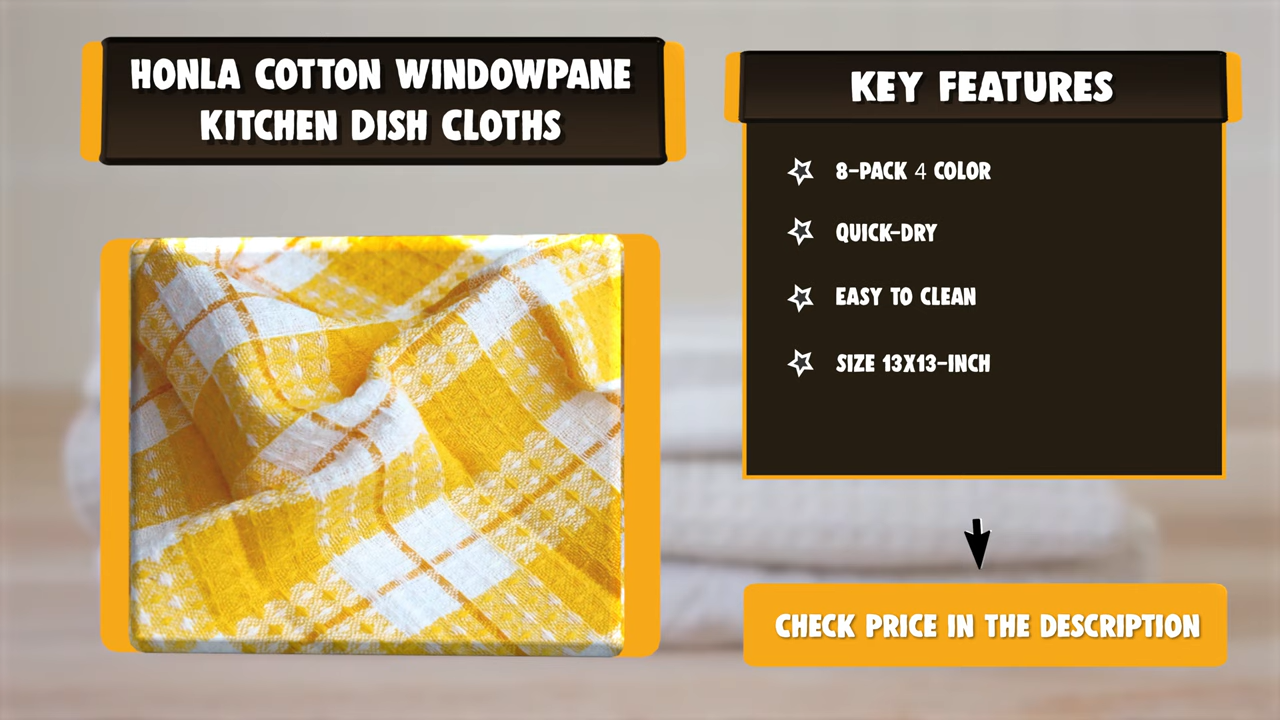 HONLA COTTON WINDOWPANE
KITCHEN DISH CLOTHS
KEY FEATURES
8-PACK 4 COLOR
QUICK-DRY
EASY TO CLEAN
SIZE 13X13-INCH
CHECK PRICE IN THE DESCRIPTION